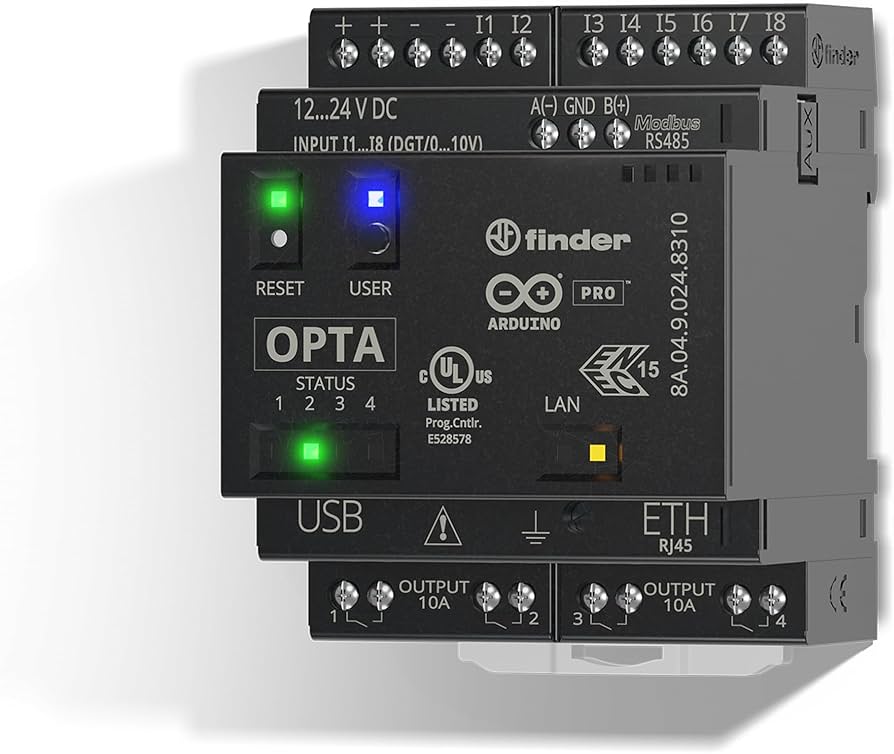 + + - - I1 I2 I3 I4 I5 I6 I7 I8
finder
12...24 V DC
INPUT I1...I8 (DGT/0...10V)
A(-) GND B(+)
Modbus
RS485
AUX
RESET
USER
finder
ARDUINO
PRO™
8A.04.9.024.8310
OPTA
STATUS
1 2 3 4
C UL US
LISTED
Prog.Cntlr.
E528578
ENEC 15
LAN
USB
ETH
RJ45
OUTPUT
10A
1 2
OUTPUT
10A
3 4
CE